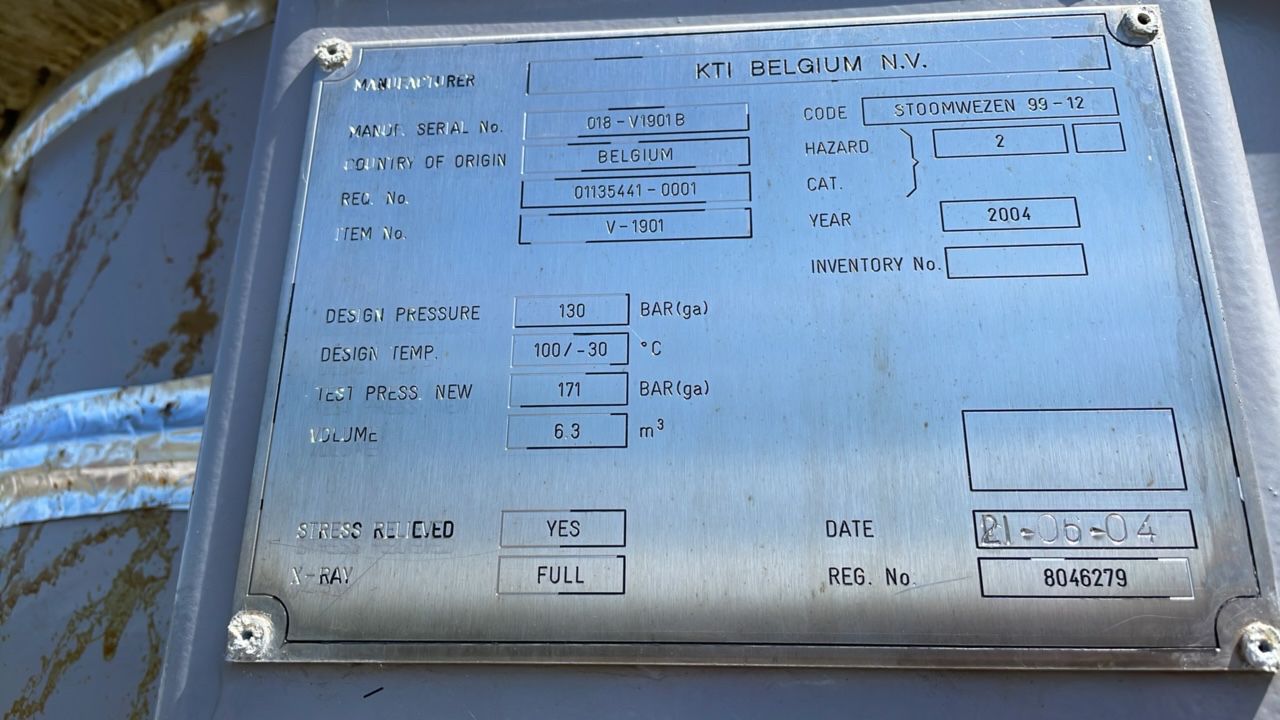 MANUFACTURER KTI BELGIUM N.V.
MANUF. SERIAL No. 018-V1901B CODE STOOMWEZEN 99-12
COUNTRY OF ORIGIN BELGIUM HAZARD 2
REQ. No. 01135441-0001 CAT.
ITEM No. V-1901 YEAR 2004
INVENTORY No.
DESIGN PRESSURE 130 BAR(ga)
DESIGN TEMP. 100/-30 °C
TEST PRESS. NEW 171 BAR(ga)
VOLUME 6.3 m³
STRESS RELIEVED YES DATE 21-06-04
X-RAY FULL REG. No. 8046279